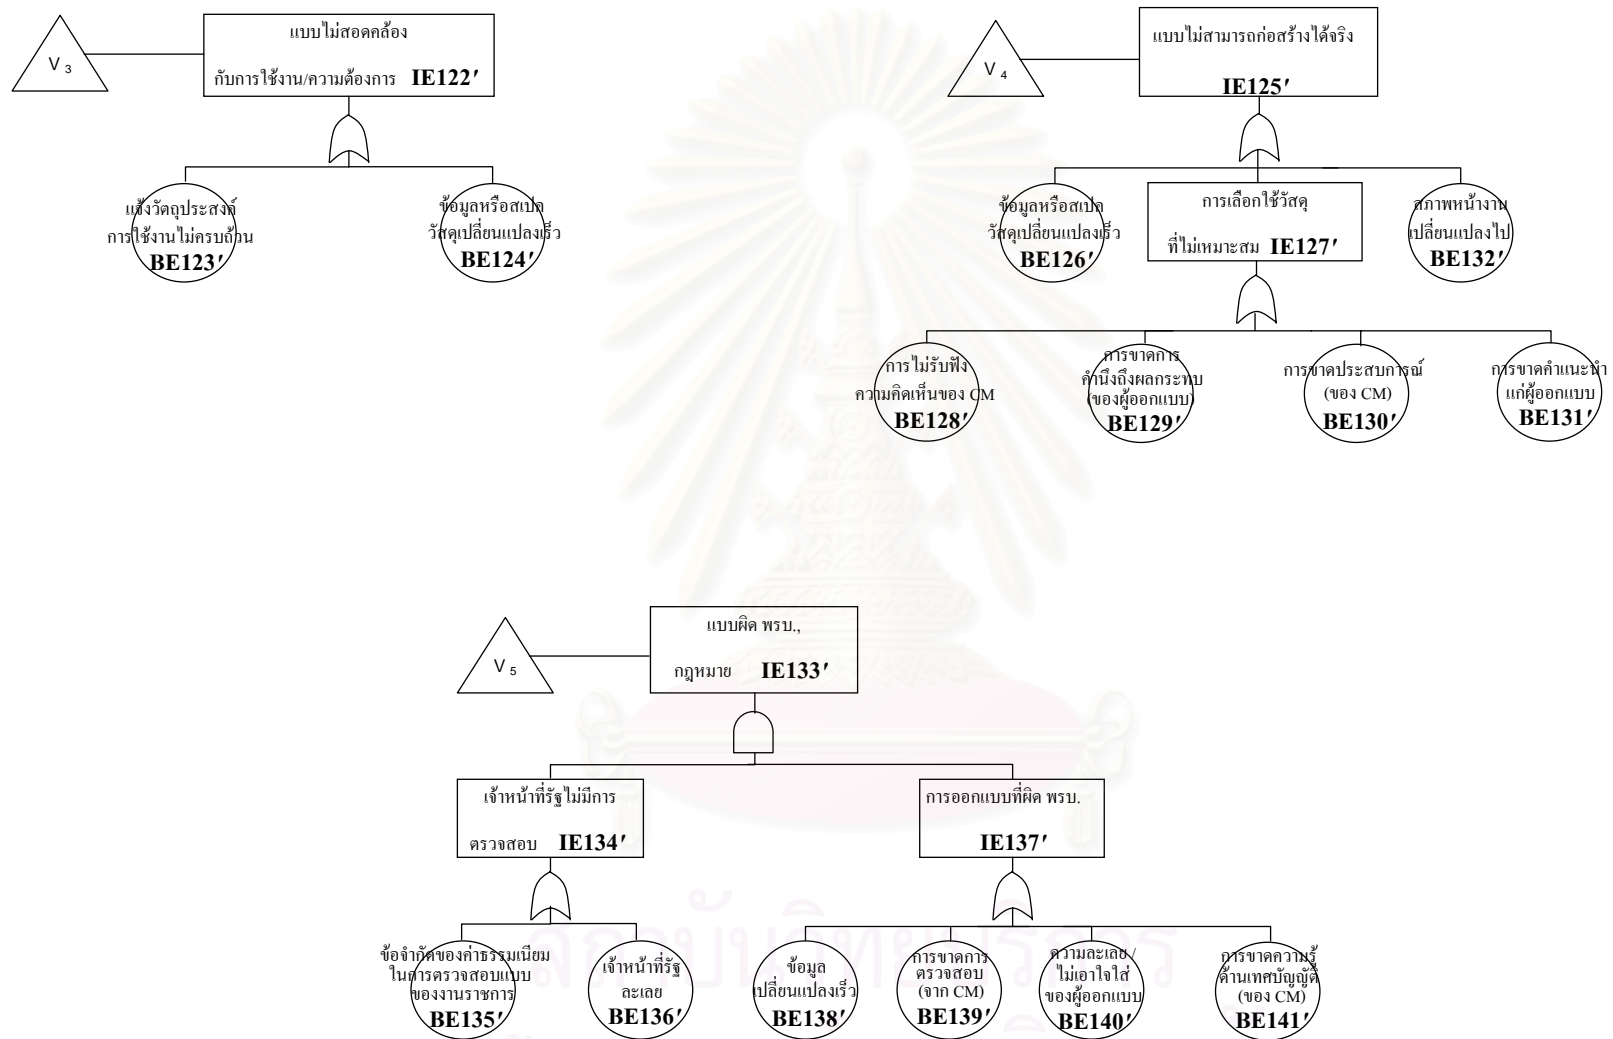 V 3
แบบไม่สอดคล้อง
กับการใช้งาน/ความต้องการ IE122′
แจ้งวัตถุประสงค์
การใช้งานไม่ครบถ้วน
BE123′
ข้อมูลหรือสเปค
วัสดุเปลี่ยนแปลงเร็ว
BE124′
V 4
แบบไม่สามารถก่อสร้างได้จริง
IE125′
ข้อมูลหรือสเปค
วัสดุเปลี่ยนแปลงเร็ว
BE126′
การเลือกใช้วัสดุ
ที่ไม่เหมาะสม IE127′
สภาพหน้างาน
เปลี่ยนแปลงไป
BE132′
การไม่รับฟัง
ความคิดเห็นของ CM
BE128′
การขาดการ
คำนึงถึงผลกระทบ
(ของผู้ออกแบบ)
BE129′
การขาดประสบการณ์
(ของ CM)
BE130′
การขาดคำแนะนำ
แก่ผู้ออกแบบ
BE131′
V 5
แบบผิด พรบ.,
กฎหมาย IE133′
เจ้าหน้าที่รัฐไม่มีการ
ตรวจสอบ IE134′
การออกแบบที่ผิด พรบ.
IE137′
ข้อจำกัดของค่าธรรมเนียม
ในการตรวจสอบแบบ
ของงานราชการ
BE135′
เจ้าหน้าที่รัฐ
ละเลย
BE136′
ข้อมูล
เปลี่ยนแปลงเร็ว
BE138′
การขาดการ
ตรวจสอบ
(จาก CM)
BE139′
ความละเลย /
ไม่เอาใจใส่
ของผู้ออกแบบ
BE140′
การขาดความรู้
ด้านเทศบัญญัติ
(ของ CM)
BE141′
สถาบันวิทยบริการ